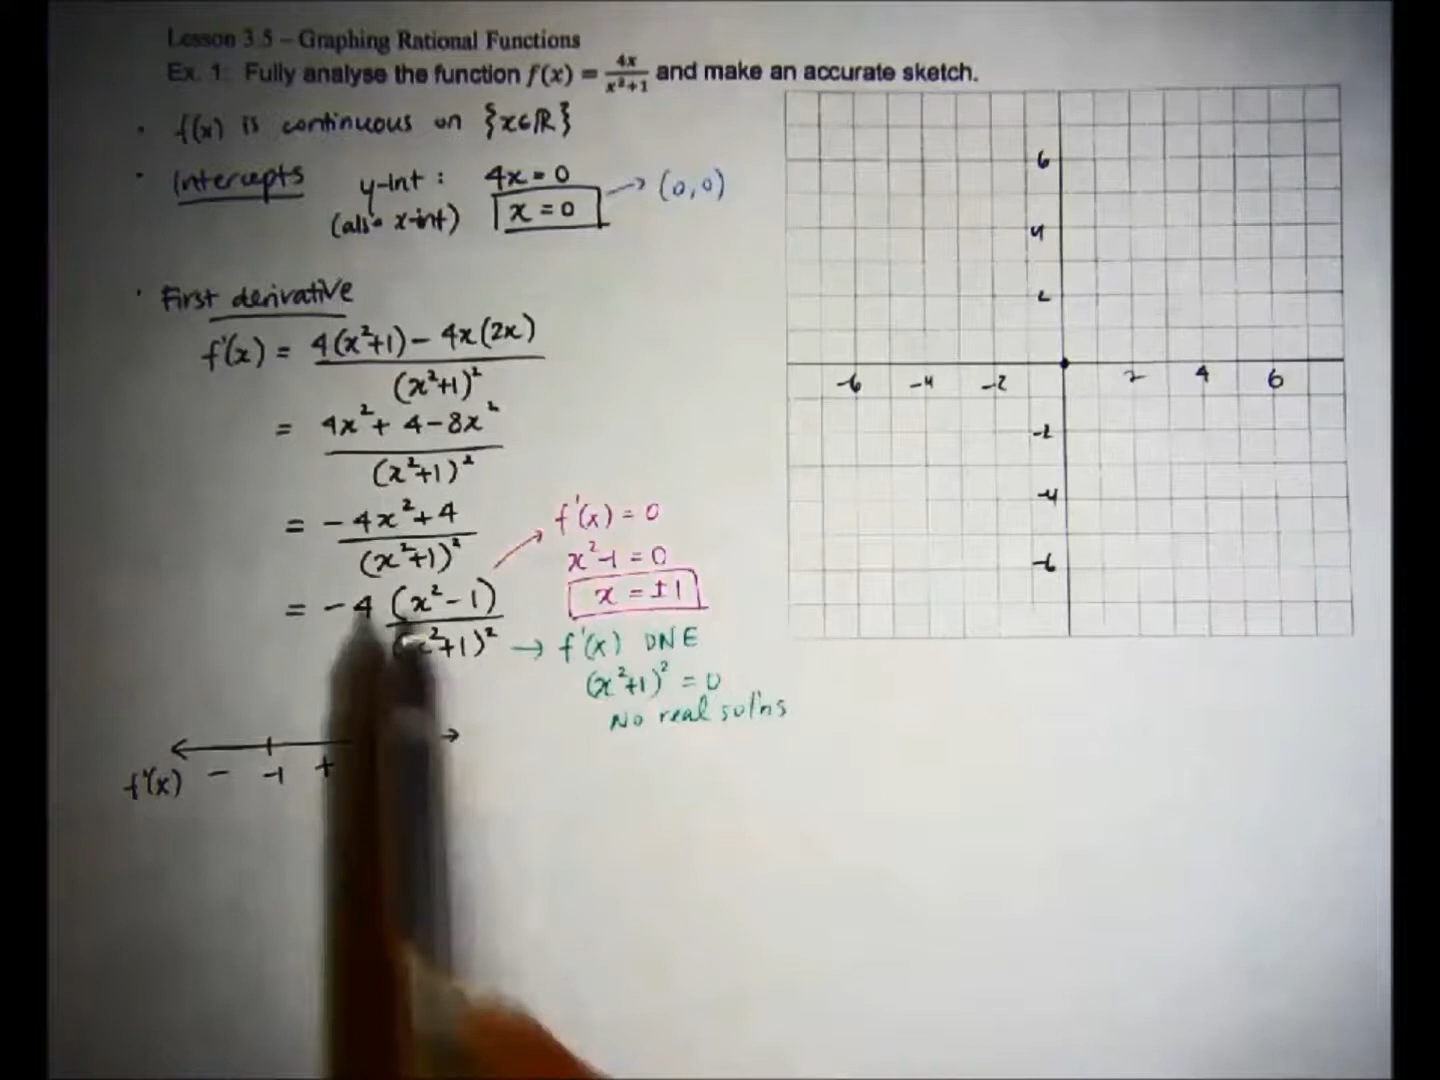 Lesson 3.5 – Graphing Rational Functions
Ex. 1: Fully analyse the function f(x) = 4x/(x²+1) and make an accurate sketch.
• f(x) is continuous on {x∈ℝ}
• Intercepts y-int: 4x = 0 → (0,0)
(also x-int) x = 0
• First derivative
f'(x) = 4(x²+1) - 4x(2x) / (x²+1)²
= 4x² + 4 - 8x² / (x²+1)²
= -4x² + 4 / (x²+1)²
= -4 (x² - 1) / (x²+1)²
f'(x) = 0
x² - 1 = 0
x = ±1
→ f'(x) DNE
(x²+1)² = 0
No real sol'ns
f'(x) - -1 +
6
4
2
-6 -4 -2 2 4 6
-2
-4
-6